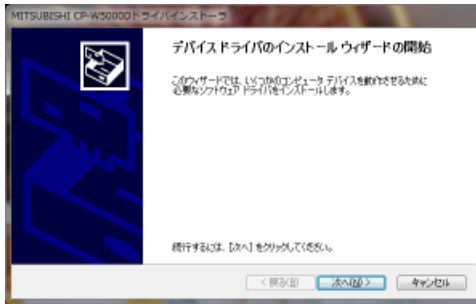 MITSUBISHI CP-W5000Dドライバインストーラ
デバイス ドライバのインストール ウィザードの開始
このウィザードでは、いくつかのコンピュータ デバイスを動作させるために
必要なソフトウェア ドライバをインストールします。
続行するには、[次へ] をクリックしてください。
< 戻る(B)
次へ(N) >
キャンセル